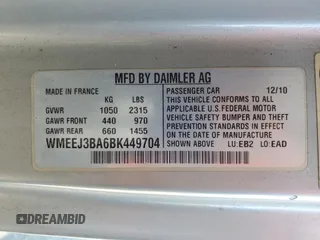 MFD BY DAIMLER AG
MADE IN FRANCE
KG LBS
GVWR 1050 2315
GAWR FRONT 440 970
GAWR REAR 660 1455
PASSENGER CAR 12/10
THIS VEHICLE CONFORMS TO ALL
APPLICABLE U.S. FEDERAL MOTOR
VEHICLE SAFETY BUMPER AND THEFT
PREVENTION STANDARDS IN EFFECT
ON THE DATE OF MANUFACTURE
SHOWN ABOVE LU:EB2 LO:EAD
WMEEJ3BA6BK449704
DREAMBID